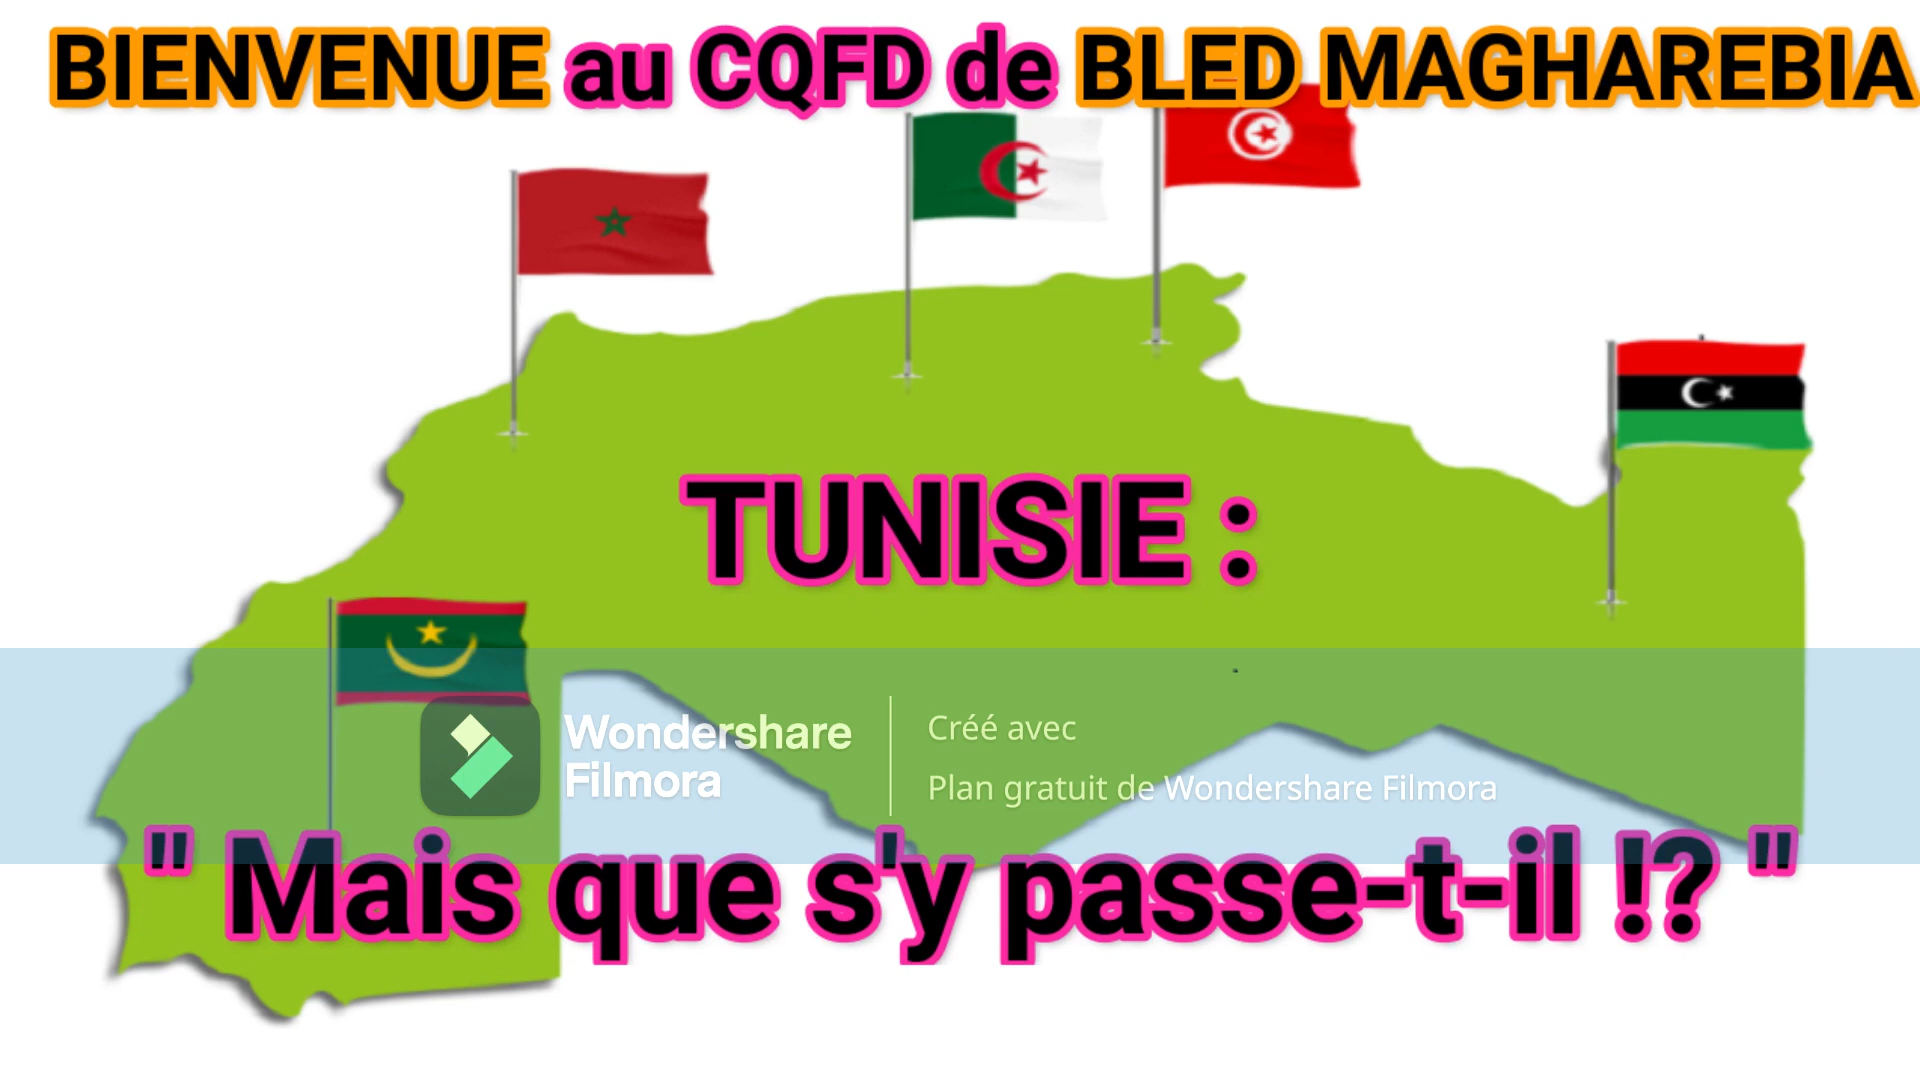 BIENVENUE au CQFD de BLED MAGHAREBIA
TUNISIE :
Wondershare
Filmora
Créé avec
Plan gratuit de Wondershare Filmora
" Mais que s'y passe-t-il !? "